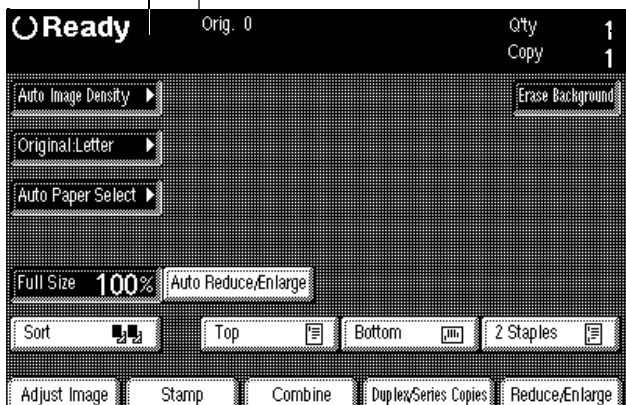 Ready Orig. 0 Q'ty 1
Copy 1
Auto Image Density Erase Background
Original:Letter
Auto Paper Select
Full Size 100% Auto Reduce/Enlarge
Sort Top Bottom 2 Staples
Adjust Image Stamp Combine Duplex/Series Copies Reduce/Enlarge